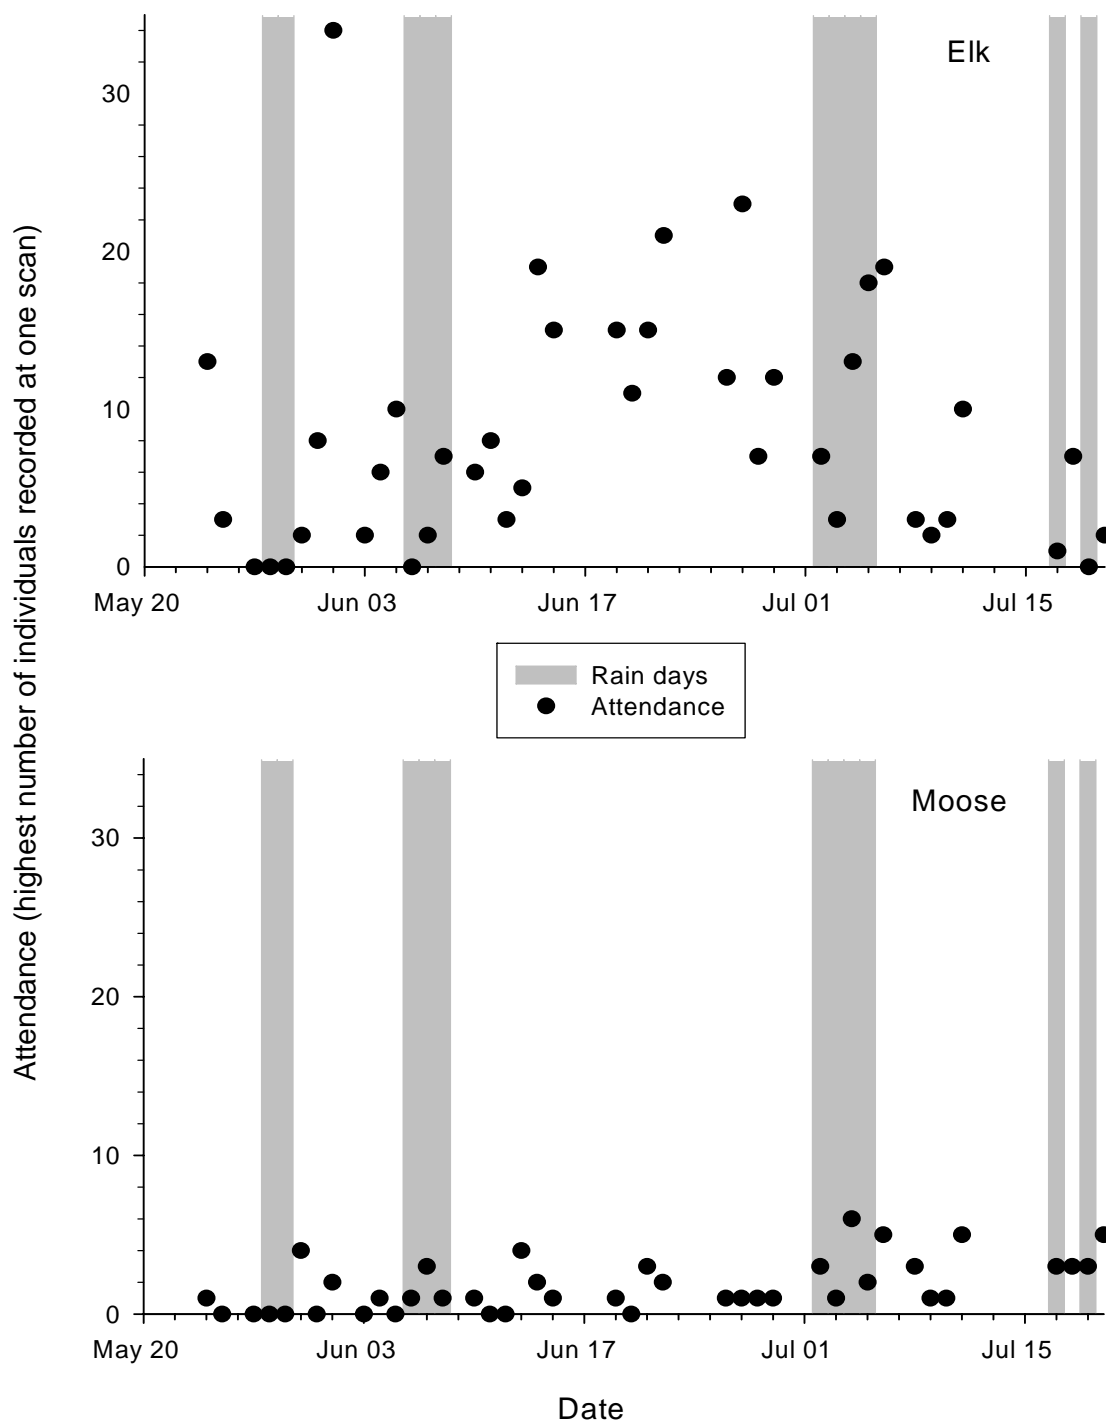 Elk
30
20
10
0
May 20 Jun 03 Jun 17 Jul 01 Jul 15
Attendance (highest number of individuals recorded at one scan)
Rain days
Attendance
Moose
30
20
10
0
May 20 Jun 03 Jun 17 Jul 01 Jul 15
Date